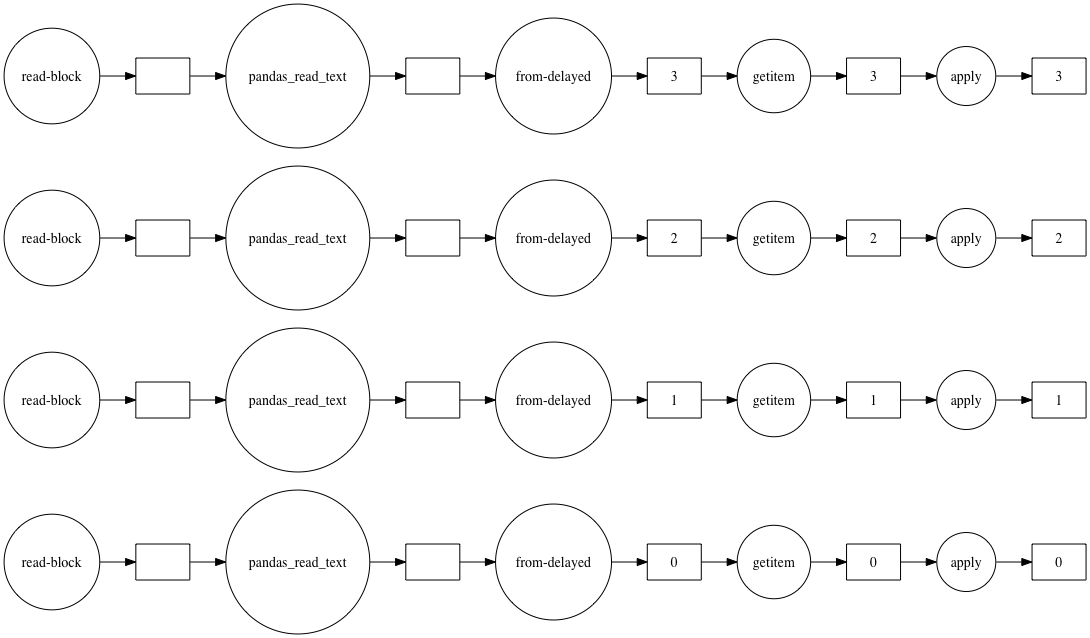 read-block pandas_read_text from-delayed 3 getitem 3 apply 3
read-block pandas_read_text from-delayed 2 getitem 2 apply 2
read-block pandas_read_text from-delayed 1 getitem 1 apply 1
read-block pandas_read_text from-delayed 0 getitem 0 apply 0